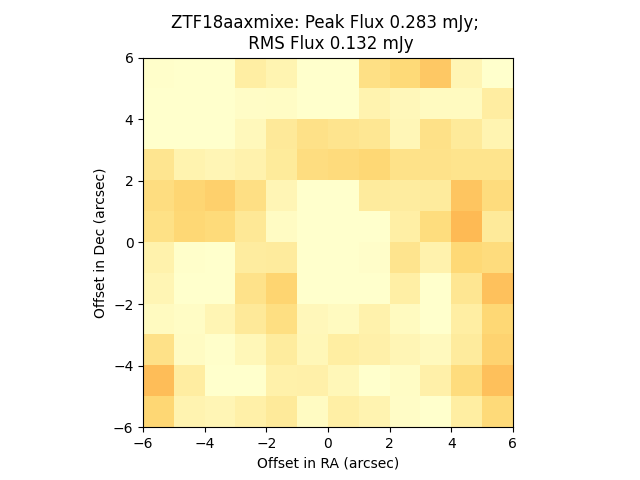 ZTF18aaxmixe: Peak Flux 0.283 mJy;
RMS Flux 0.132 mJy
6
4
2
0
−2
−4
−6
Offset in Dec (arcsec)
−6 −4 −2 0 2 4 6
Offset in RA (arcsec)